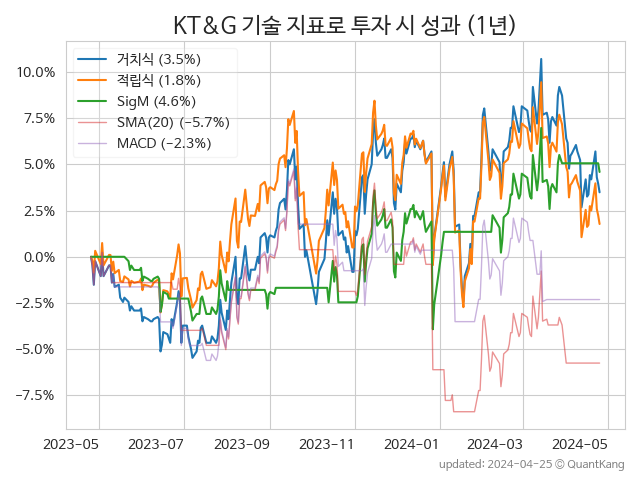 KT&G 기술 지표로 투자 시 성과 (1년)
거치식 (3.5%)
적립식 (1.8%)
SigM (4.6%)
SMA(20) (−5.7%)
MACD (−2.3%)
10.0%
7.5%
5.0%
2.5%
0.0%
−2.5%
−5.0%
−7.5%
2023-05 2023-07 2023-09 2023-11 2024-01 2024-03 2024-05
updated: 2024-04-25 © QuantKang